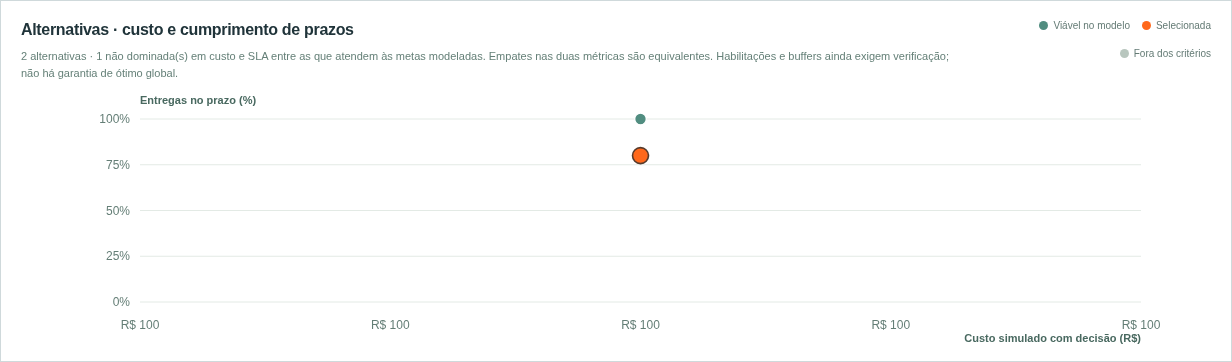 Alternativas · custo e cumprimento de prazos
Viável no modelo
Selecionada
2 alternativas · 1 não dominada(s) em custo e SLA entre as que atendem às metas modeladas. Empates nas duas métricas são equivalentes. Habilitações e buffers ainda exigem verificação;
não há garantia de ótimo global.
Fora dos critérios
Entregas no prazo (%)
100%
75%
50%
25%
0%
R$ 100 R$ 100 R$ 100 R$ 100 R$ 100
Custo simulado com decisão (R$)